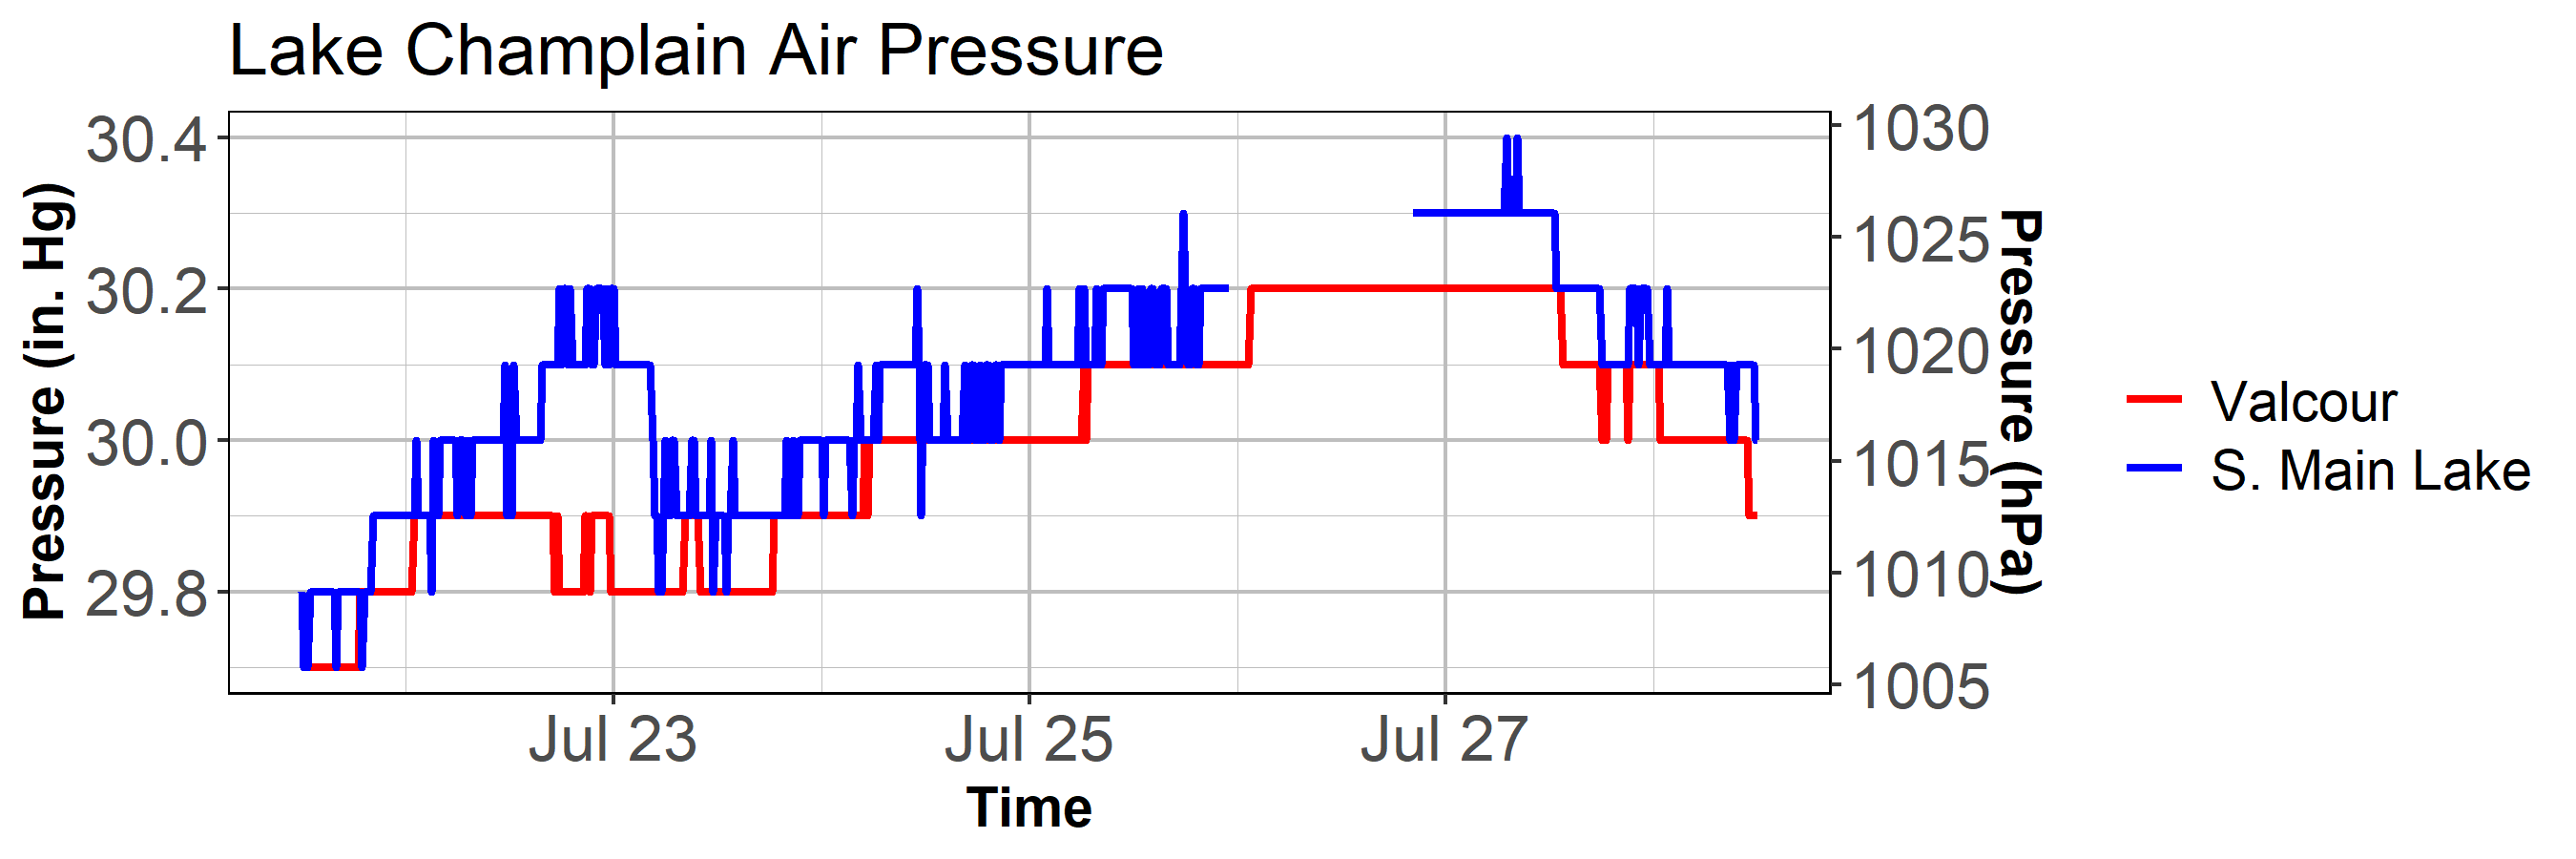 Lake Champlain Air Pressure
Pressure (in. Hg)
30.4
30.2
30.0
29.8
1030
1025
1020
1015
1010
1005
Pressure (hPa)
Jul 23
Jul 25
Jul 27
Time
Valcour
S. Main Lake